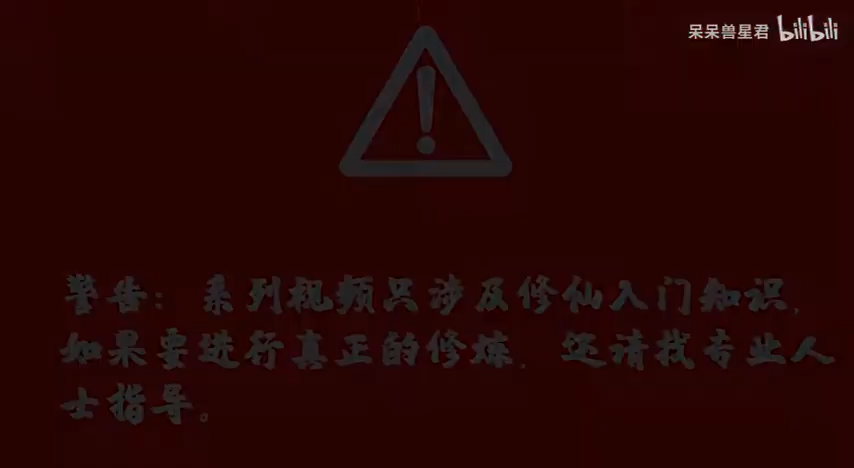 呆呆兽星君 bilibili
警告：系列视频只涉及修仙入门知识，
如果要进行真正的修炼，还请找专业人
士指导。